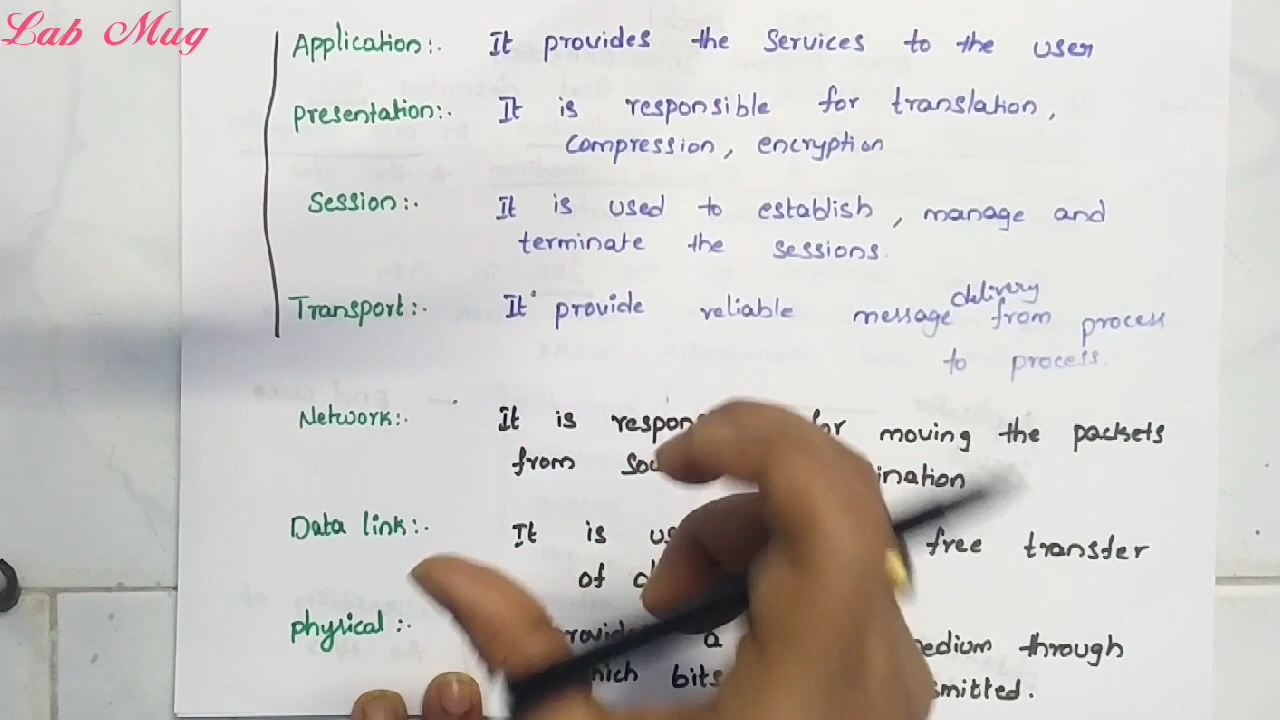 Lab Mug
Application:. It provides the services to the user
Presentation:. It is responsible for translation,
compression, encryption
Session:. It is used to establish, manage and
terminate the sessions.
Transport:. It provide reliable message delivery from process
to process.
Network:. It is for moving the packets
from
Data link:. It is free transfer
of
physical:. a through
bits